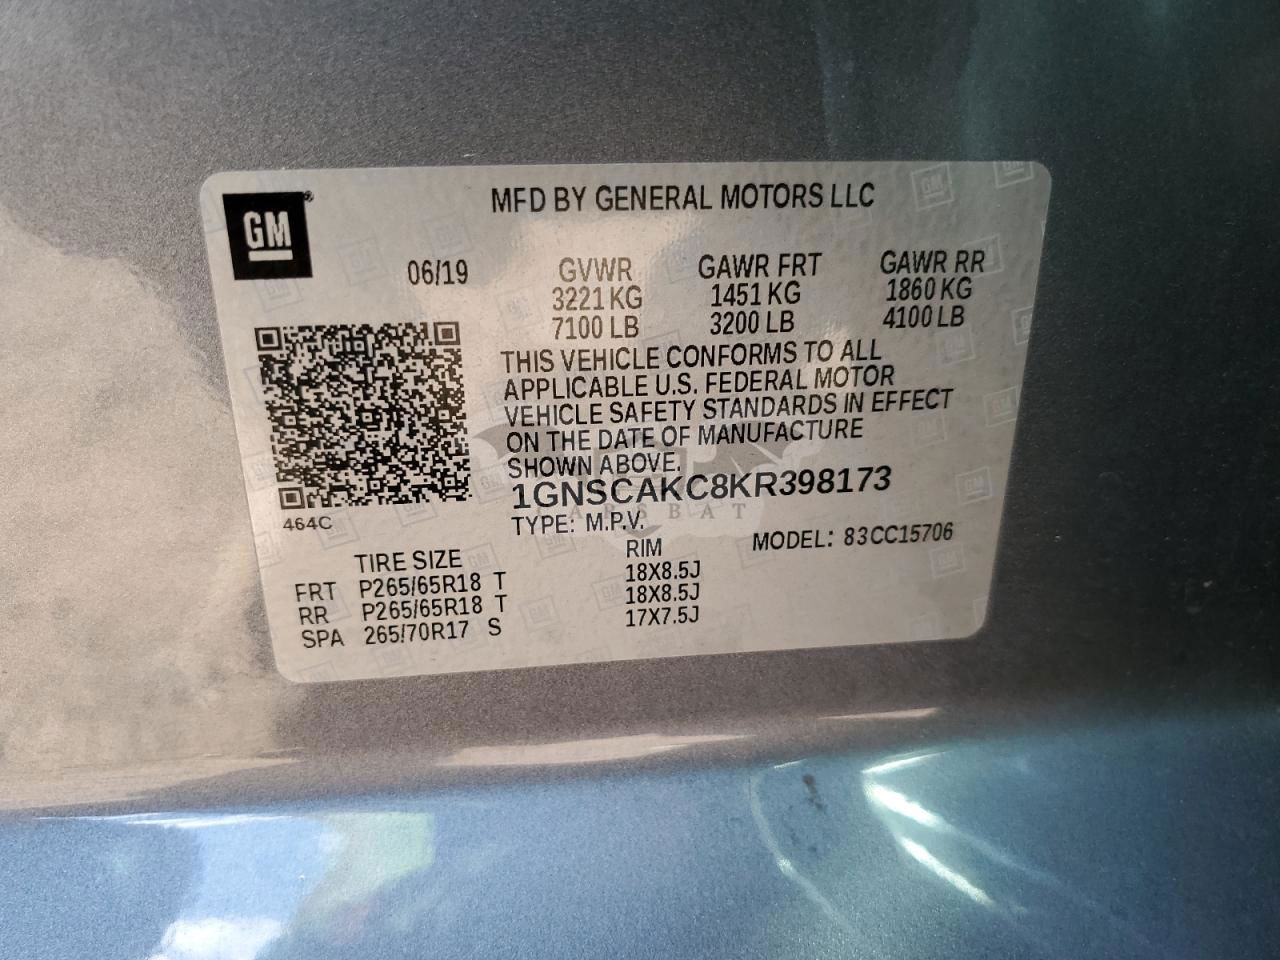 MFD BY GENERAL MOTORS LLC
GM®
06/19
GVWR GAWR FRT GAWR RR
3221 KG 1451 KG 1860 KG
7100 LB 3200 LB 4100 LB
THIS VEHICLE CONFORMS TO ALL
APPLICABLE U.S. FEDERAL MOTOR
VEHICLE SAFETY STANDARDS IN EFFECT
ON THE DATE OF MANUFACTURE
SHOWN ABOVE.
1GNSCAKC8KR398173
CARSBAT
464C
TYPE: M.P.V. MODEL: 83CC15706
TIRE SIZE RIM
FRT P265/65R18 T 18X8.5J
RR P265/65R18 T 18X8.5J
SPA 265/70R17 S 17X7.5J